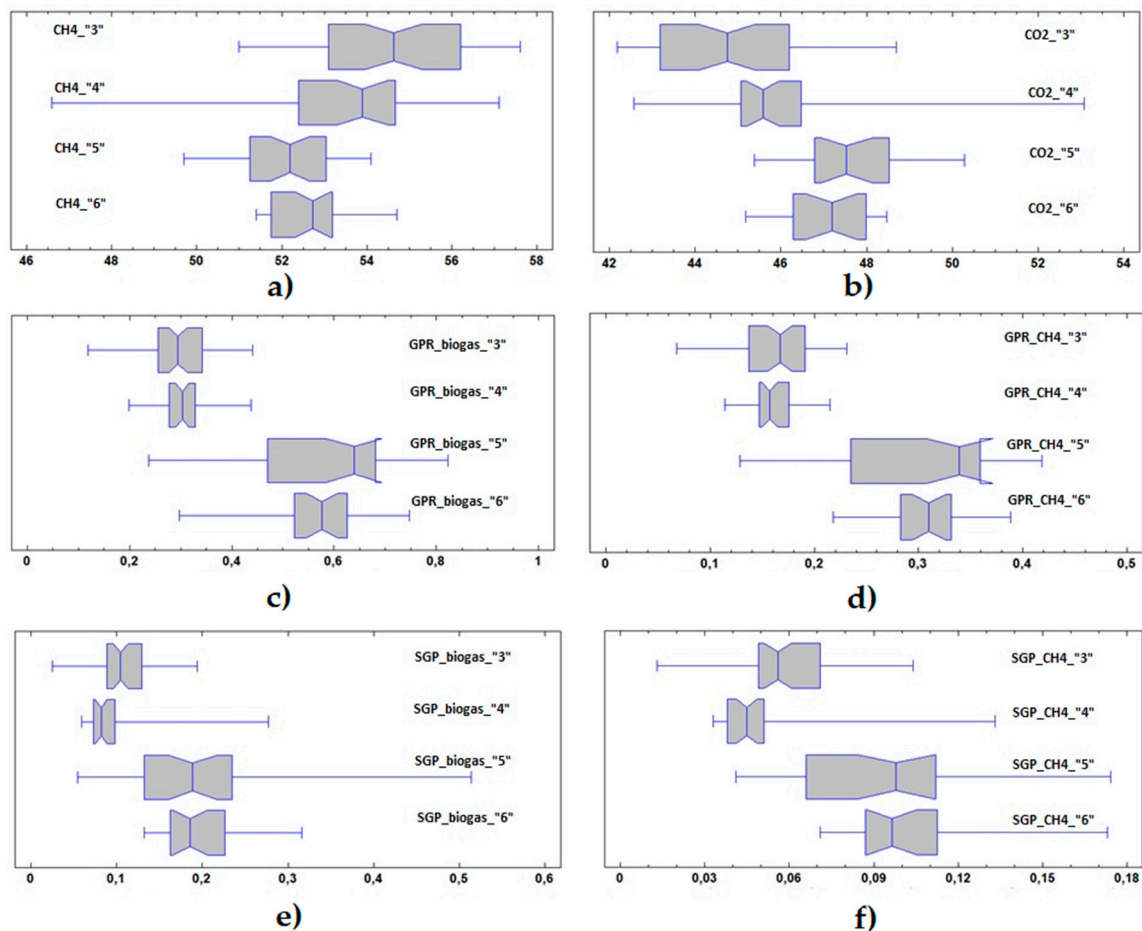 CH4_"3"
CH4_"4"
CH4_"5"
CH4_"6"
46 48 50 52 54 56 58
a)
CO2_"3"
CO2_"4"
CO2_"5"
CO2_"6"
42 44 46 48 50 52 54
b)
GPR_biogas_"3"
GPR_biogas_"4"
GPR_biogas_"5"
GPR_biogas_"6"
0 0,2 0,4 0,6 0,8 1
c)
GPR_CH4_"3"
GPR_CH4_"4"
GPR_CH4_"5"
GPR_CH4_"6"
0 0,1 0,2 0,3 0,4 0,5
d)
SGP_biogas_"3"
SGP_biogas_"4"
SGP_biogas_"5"
SGP_biogas_"6"
0 0,1 0,2 0,3 0,4 0,5 0,6
e)
SGP_CH4_"3"
SGP_CH4_"4"
SGP_CH4_"5"
SGP_CH4_"6"
0 0,03 0,06 0,09 0,12 0,15 0,18
f)